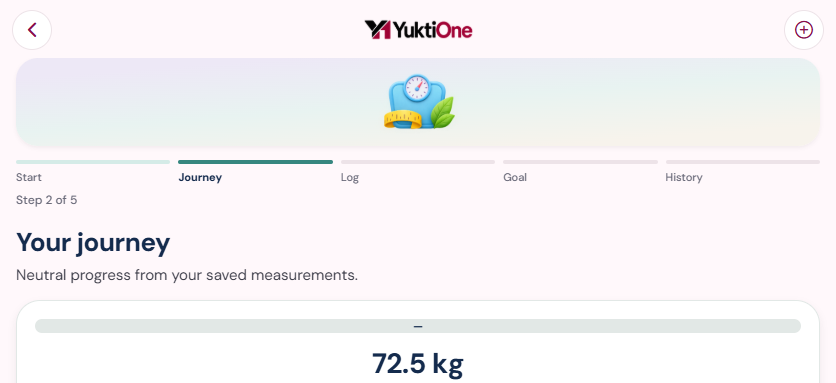 YuktiOne
Start
Journey
Log
Goal
History
Step 2 of 5
Your journey
Neutral progress from your saved measurements.
–
72.5 kg